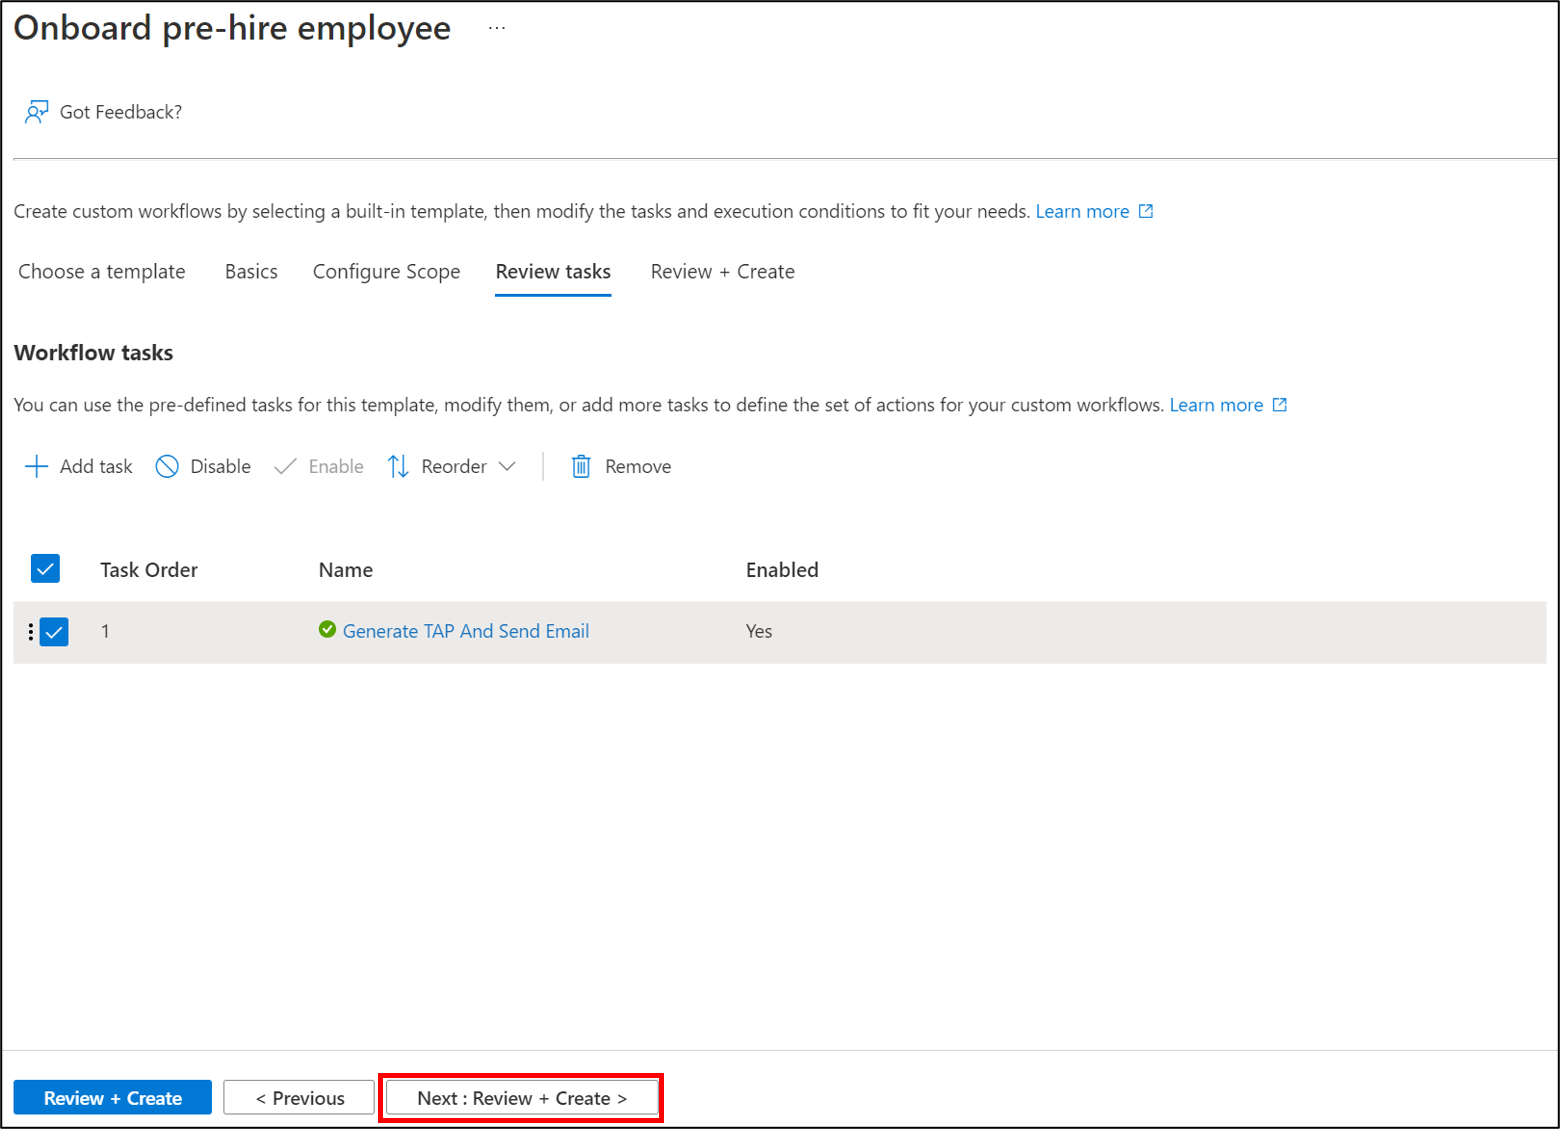 Onboard pre-hire employee ...
Got Feedback?
Create custom workflows by selecting a built-in template, then modify the tasks and execution conditions to fit your needs. Learn more
Choose a template Basics Configure Scope Review tasks Review + Create
Workflow tasks
You can use the pre-defined tasks for this template, modify them, or add more tasks to define the set of actions for your custom workflows. Learn more
Add task Disable Enable Reorder Remove
Task Order Name Enabled
1 Generate TAP And Send Email Yes
Review + Create < Previous Next : Review + Create >